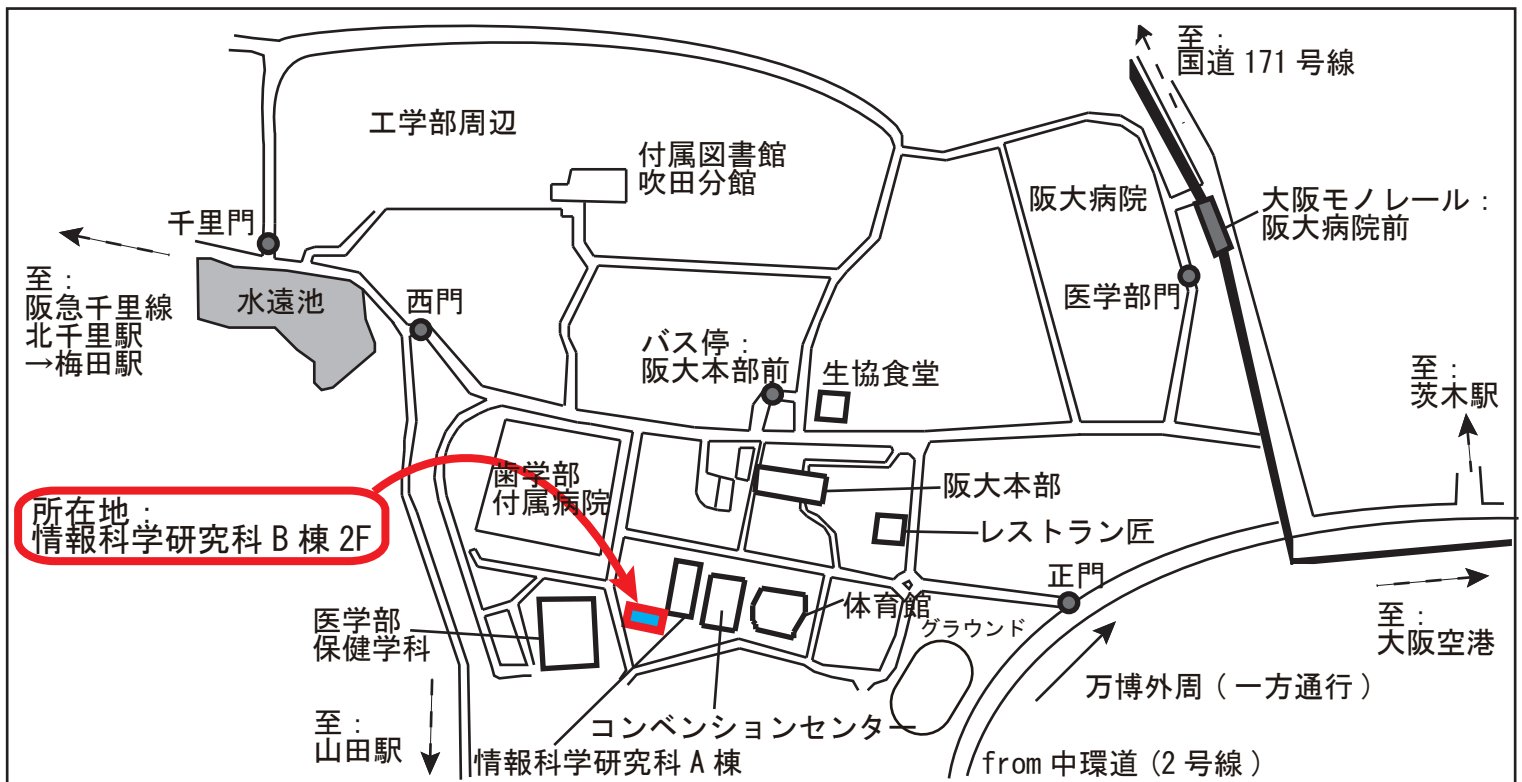 至：
国道 171 号線
工学部周辺
付属図書館
吹田分館
阪大病院
大阪モノレール：
阪大病院前
千里門
至：
阪急千里線
北千里駅
→梅田駅
水遠池
西門
医学部門
バス停：
阪大本部前
生協食堂
至：
茨木駅
歯学部
付属病院
阪大本部
所在地：
情報科学研究科 B 棟 2F
レストラン匠
正門
体育館
医学部
保健学科
グラウンド
至：
大阪空港
万博外周 ( 一方通行 )
至：
山田駅
コンベンションセンター
情報科学研究科 A 棟
from 中環道 (2 号線 )